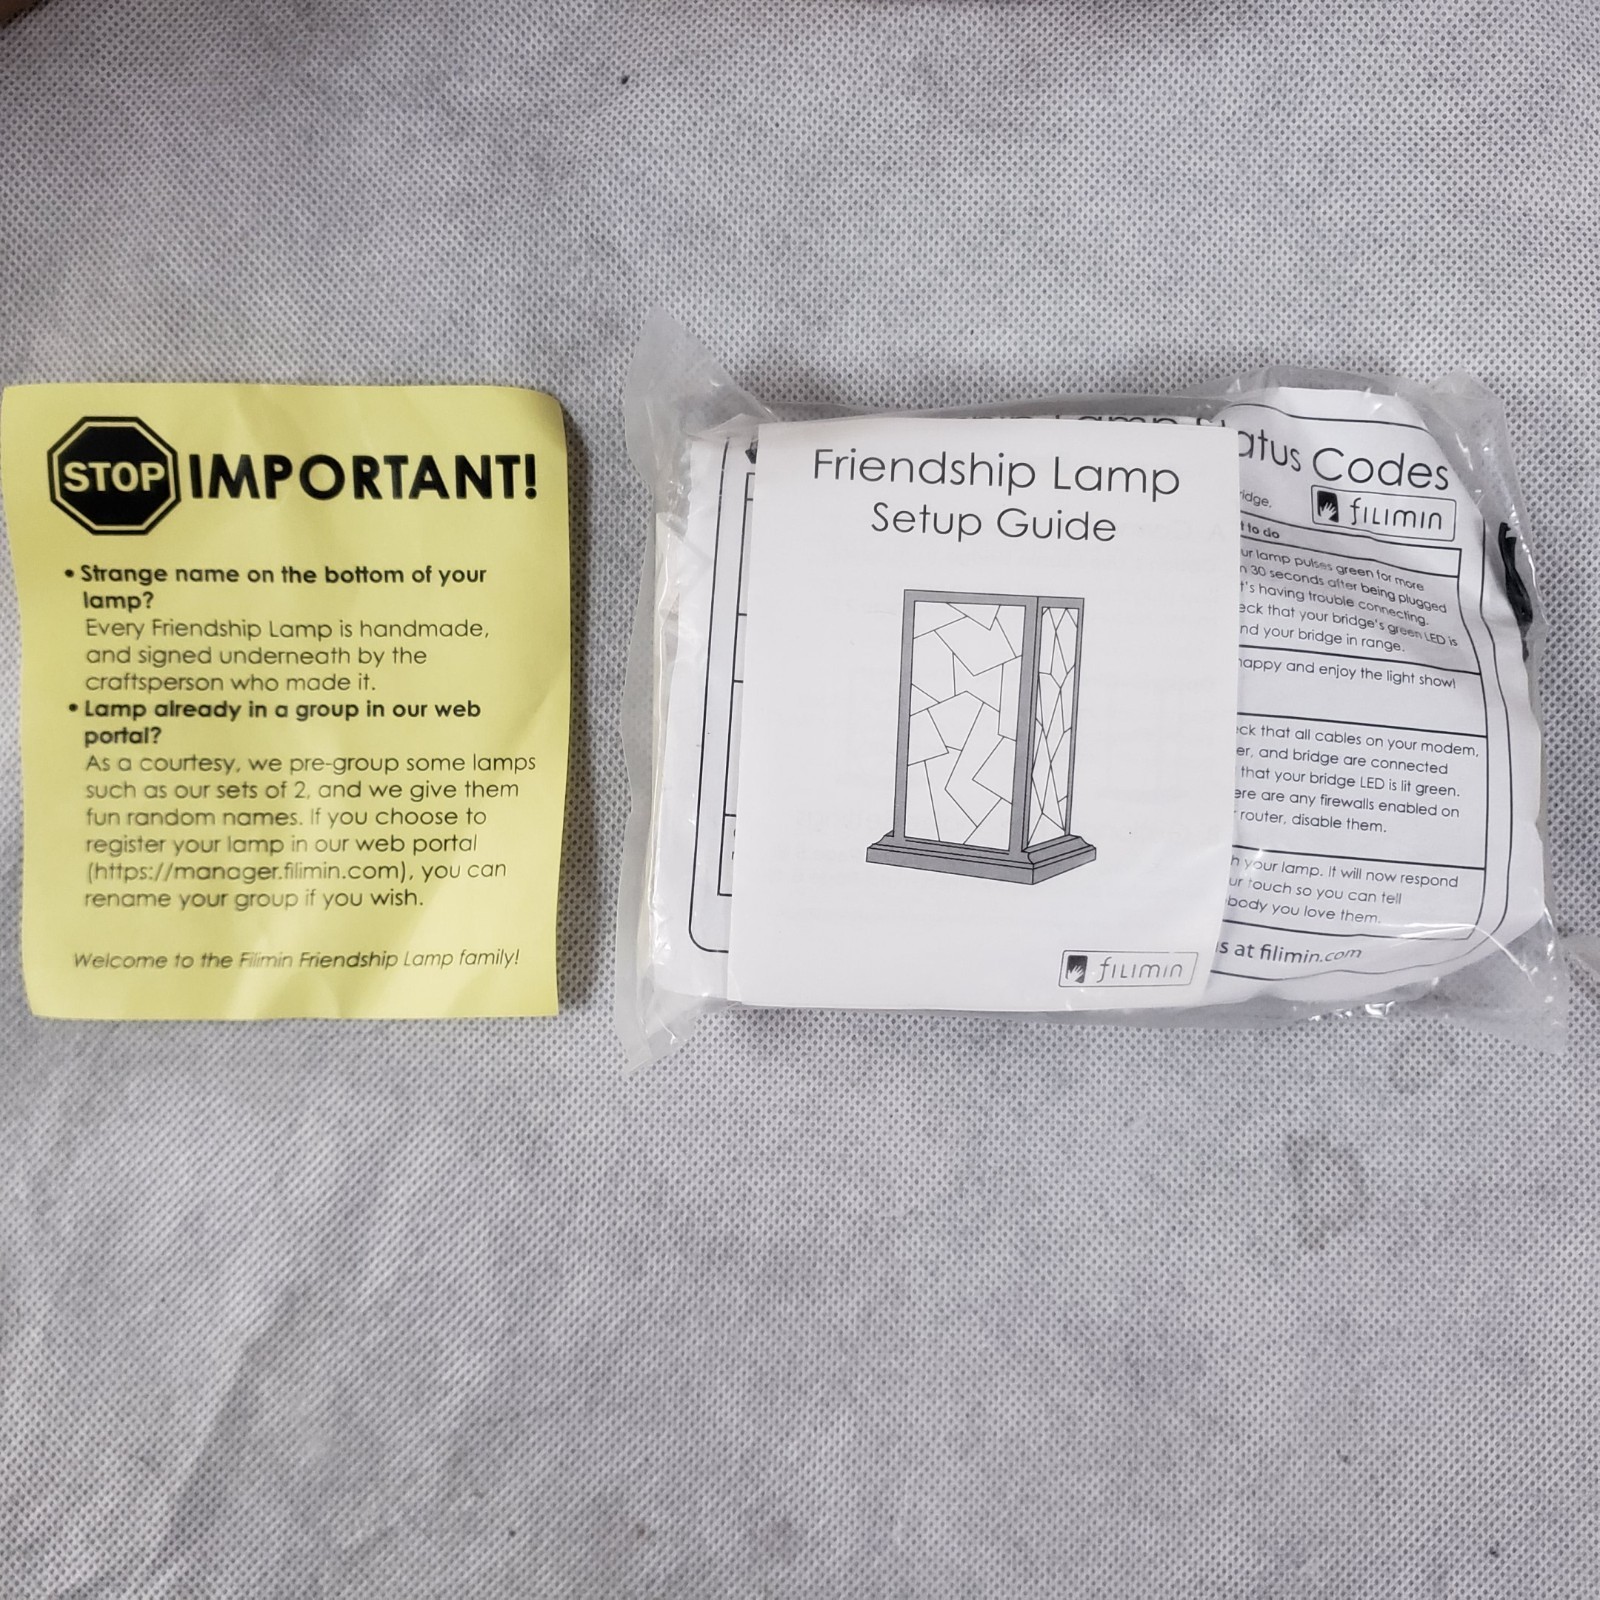 STOP IMPORTANT!
• Strange name on the bottom of your
lamp?
Every Friendship Lamp is handmade,
and signed underneath by the
craftsperson who made it.
• Lamp already in a group in our web
portal?
As a courtesy, we pre-group some lamps
such as our sets of 2, and we give them
fun random names. If you choose to
register your lamp in our web portal
(https://manager.filimin.com), you can
rename your group if you wish.
Welcome to the Filimin Friendship Lamp family!
Friendship Lamp
Setup Guide
fiLimin
Lamp Status Codes
fiLimin
to do
lamp pulses green for more
30 seconds after being plugged
having trouble connecting.
that your bridge's green LED is
your bridge in range.
happy and enjoy the light show!
that all cables on your modem,
and bridge are connected
that your bridge LED is lit green.
are any firewalls enabled on
router, disable them.
your lamp. It will now respond
touch so you can tell
body you love them.
at filimin.com